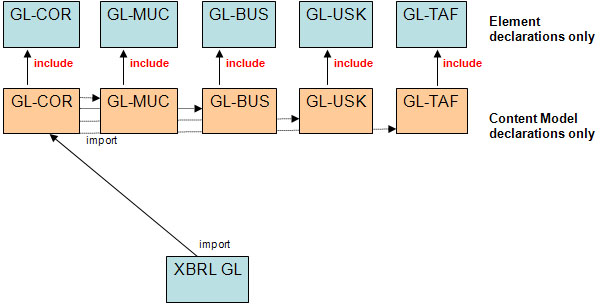 GL-COR GL-MUC GL-BUS GL-USK GL-TAF
Element
declarations only
include include include include include
GL-COR GL-MUC GL-BUS GL-USK GL-TAF
Content Model
declarations only
import
import
XBRL GL